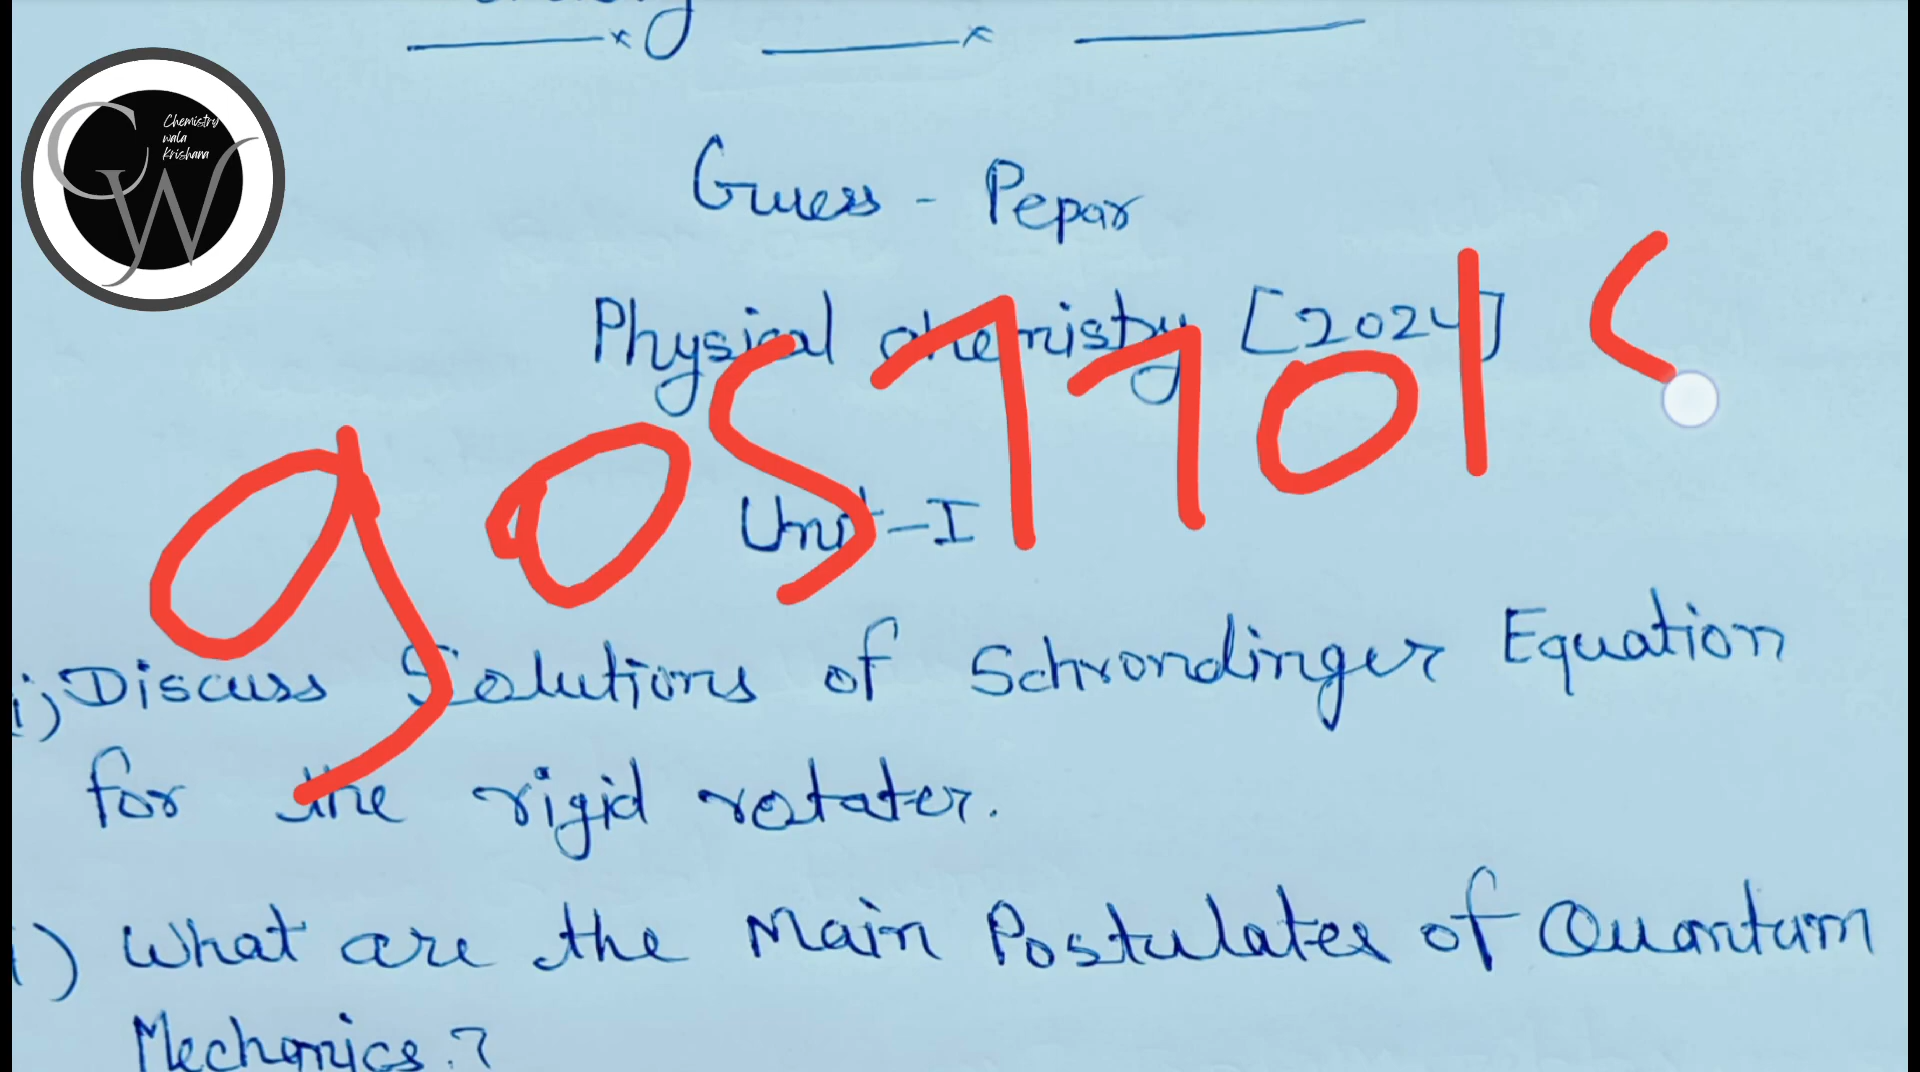 Chemistry
wala
Krishana
CW
Guess - Pepar
Physical chemistry [2024]
9057701
Unit-I
i) Discuss Solutions of Schrondinger Equation
for the rigid rotater.
i) What are the Main Postulates of Quantum
Mechanics.?